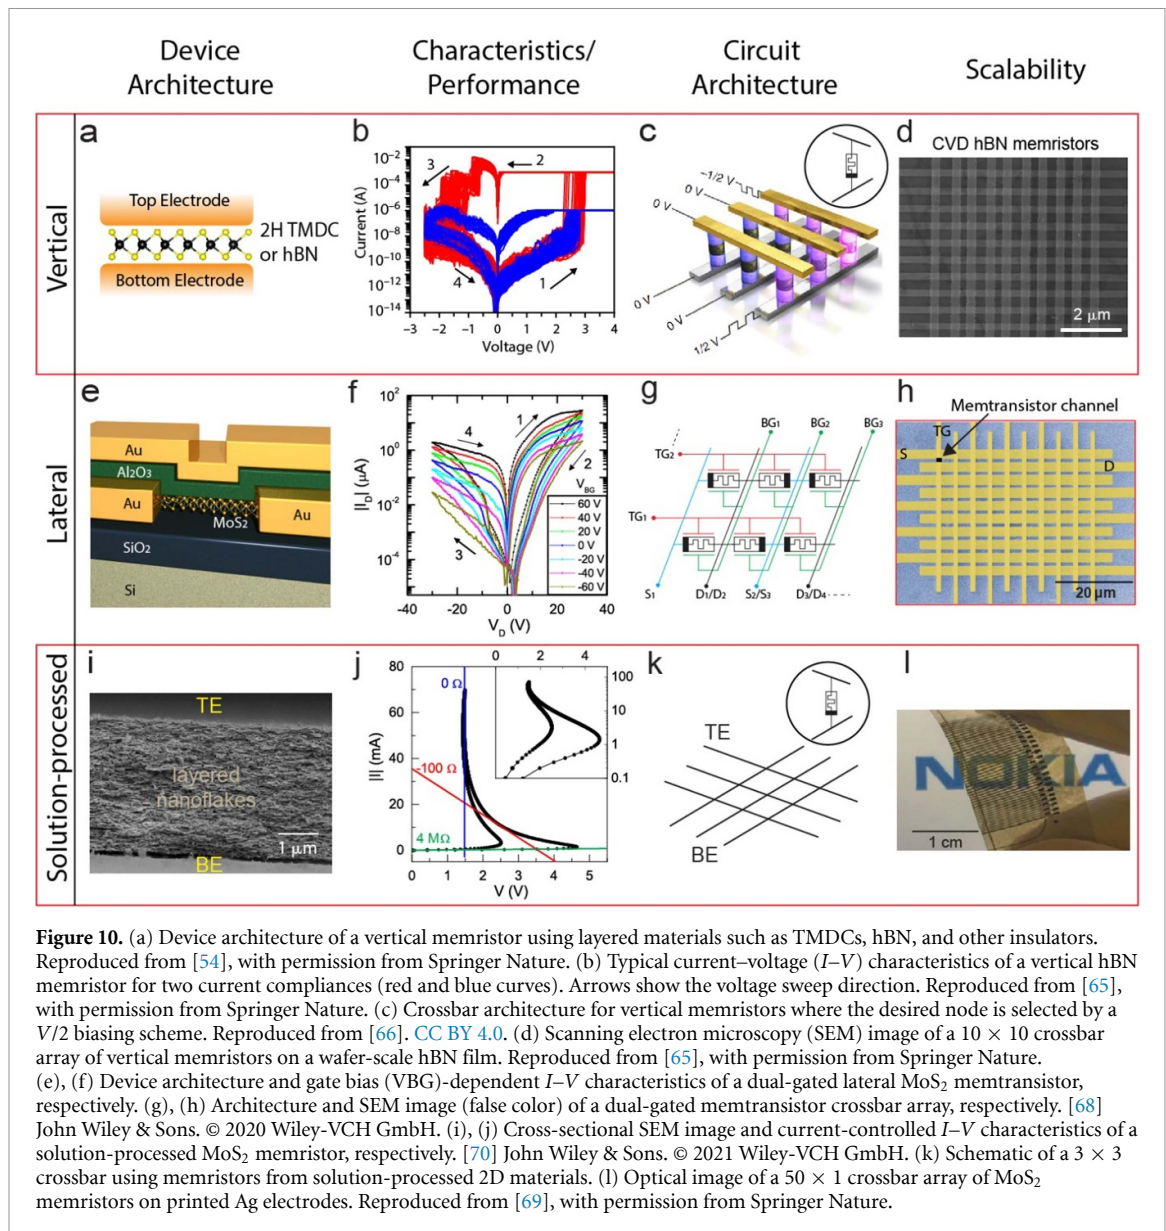 Device
Architecture
Characteristics/
Performance
Circuit
Architecture
Scalability
Vertical
a
Top Electrode
2H TMDC
or hBN
Bottom Electrode
b
Current (A)
10⁻²
10⁻⁴
10⁻⁶
10⁻⁸
10⁻¹⁰
10⁻¹²
10⁻¹⁴
3
2
4
1
−3 −2 −1 0 1 2 3 4
Voltage (V)
c
−1/2 V
0 V
0 V
0 V
0 V
1/2 V
d
CVD hBN memristors
2 μm
Lateral
e
Au
Al₂O₃
Au
MoS₂
Au
SiO₂
Si
f
|I_D| (μA)
10²
10⁰
10⁻²
10⁻⁴
4
1
2
3
V_BG
60 V
40 V
20 V
0 V
-20 V
-40 V
-60 V
-40 -20 0 20 40
V_D (V)
g
BG₁ BG₂ BG₃
TG₂
TG₁
S₁ D₁/D₂ S₂/S₃ D₃/D₄
h
Memtransistor channel
TG
S
D
20 μm
Solution-processed
i
TE
layered
nanoflakes
1 μm
BE
j
|I| (mA)
80
60
40
20
0
0 Ω
-100 Ω
4 MΩ
0 2 4
100
10
1
0.1
0 1 2 3 4 5
V (V)
k
TE
BE
l
NOKIA
1 cm
Figure 10. (a) Device architecture of a vertical memristor using layered materials such as TMDCs, hBN, and other insulators.
Reproduced from [54], with permission from Springer Nature. (b) Typical current–voltage (I–V) characteristics of a vertical hBN
memristor for two current compliances (red and blue curves). Arrows show the voltage sweep direction. Reproduced from [65],
with permission from Springer Nature. (c) Crossbar architecture for vertical memristors where the desired node is selected by a
V/2 biasing scheme. Reproduced from [66]. CC BY 4.0. (d) Scanning electron microscopy (SEM) image of a 10 × 10 crossbar
array of vertical memristors on a wafer-scale hBN film. Reproduced from [65], with permission from Springer Nature.
(e), (f) Device architecture and gate bias (VBG)-dependent I–V characteristics of a dual-gated lateral MoS₂ memtransistor,
respectively. (g), (h) Architecture and SEM image (false color) of a dual-gated memtransistor crossbar array, respectively. [68]
John Wiley & Sons. © 2020 Wiley-VCH GmbH. (i), (j) Cross-sectional SEM image and current-controlled I–V characteristics of a
solution-processed MoS₂ memristor, respectively. [70] John Wiley & Sons. © 2021 Wiley-VCH GmbH. (k) Schematic of a 3 × 3
crossbar using memristors from solution-processed 2D materials. (l) Optical image of a 50 × 1 crossbar array of MoS₂
memristors on printed Ag electrodes. Reproduced from [69], with permission from Springer Nature.